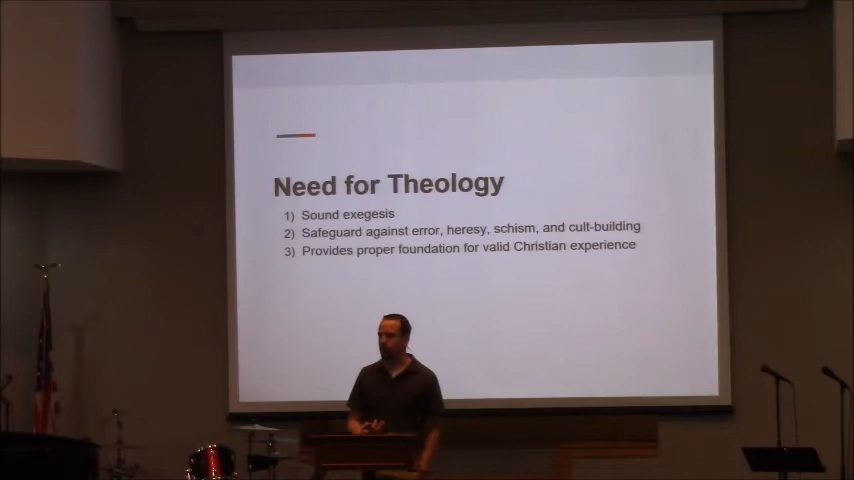 Need for Theology
1) Sound exegesis
2) Safeguard against error, heresy, schism, and cult-building
3) Provides proper foundation for valid Christian experience